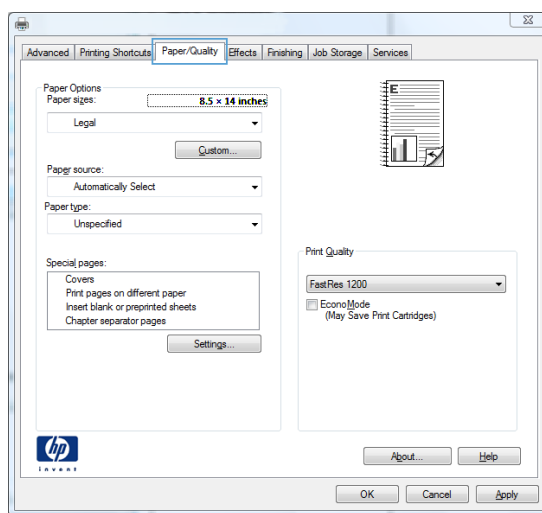 Advanced Printing Shortcuts Paper/Quality Effects Finishing Job Storage Services
Paper Options
Paper sizes: 8.5 × 14 inches
Legal
Custom...
Paper source:
Automatically Select
Paper type:
Unspecified
Special pages:
Covers
Print pages on different paper
Insert blank or preprinted sheets
Chapter separator pages
Settings...
E
Print Quality
FastRes 1200
EconoMode
(May Save Print Cartridges)
hp
invent
About... Help
OK Cancel Apply